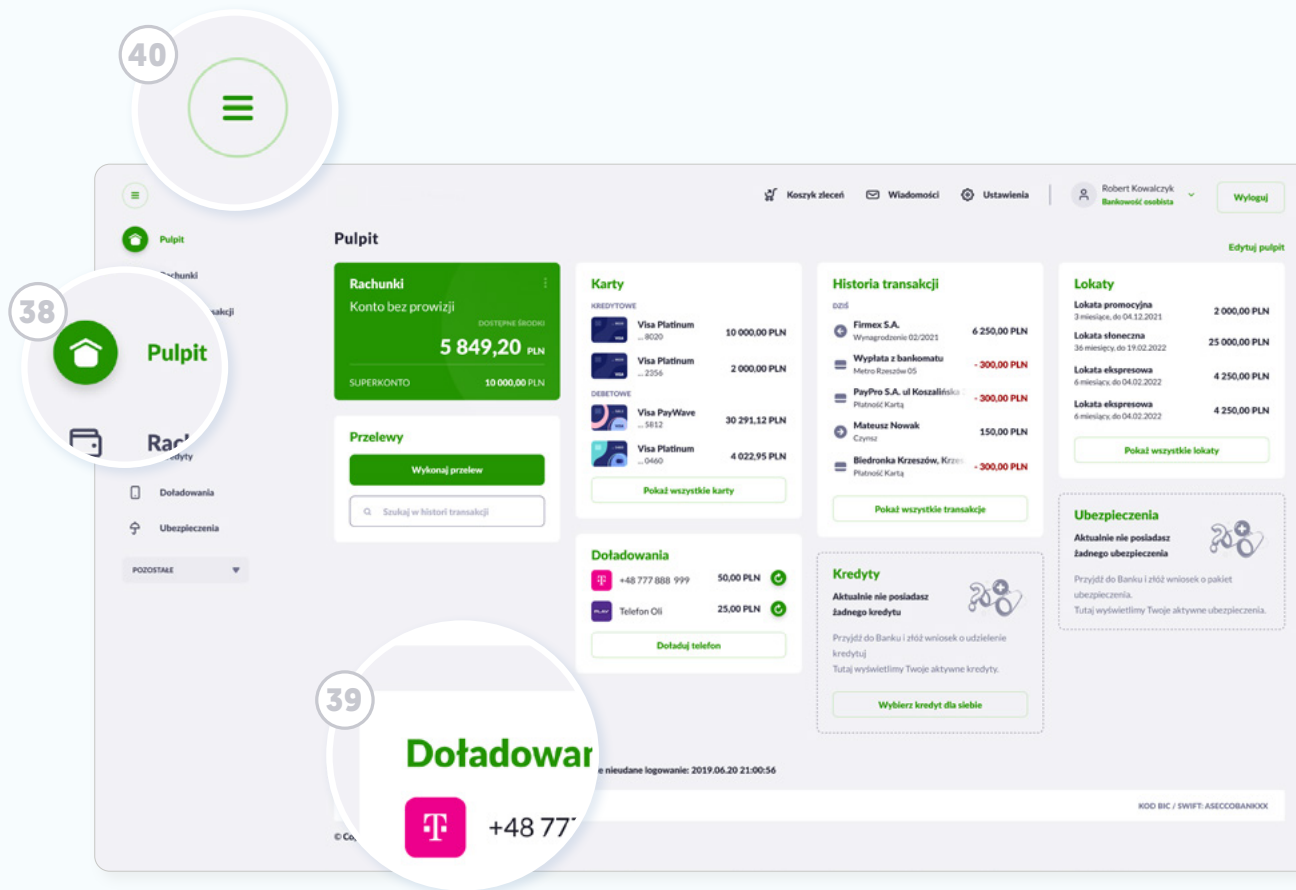 40
Koszyk zleceń
Wiadomości
Ustawienia
Robert Kowalczyk
Bankowość osobista
Wyloguj
Pulpit
Pulpit
Edytuj pulpit
38
Pulpit
Doładowania
Ubezpieczenia
POZOSTAŁE
Rachunki
Konto bez prowizji
DOSTĘPNE ŚRODKI
5 849,20 PLN
SUPERKONTO 10 000,00 PLN
Przelewy
Wykonaj przelew
Szukaj w histori transakcji
Karty
KREDYTOWE
Visa Platinum
... 8020
10 000,00 PLN
Visa Platinum
... 2356
2 000,00 PLN
DEBETOWE
Visa PayWave
... 5812
30 291,12 PLN
Visa Platinum
... 0460
4 022,95 PLN
Pokaż wszystkie karty
Doładowania
+48 777 888 999 50,00 PLN
PLAY
Telefon Oli 25,00 PLN
Doładuj telefon
Historia transakcji
DZIŚ
Firmex S.A.
Wynagrodzenie 02/2021
6 250,00 PLN
Wypłata z bankomatu
Metro Rzeszów 05
- 300,00 PLN
PayPro S.A. ul Koszalińska
Płatność Kartą
- 300,00 PLN
Mateusz Nowak
Czynsz
150,00 PLN
Biedronka Krzeszów, Krzes
Płatność Kartą
- 300,00 PLN
Pokaż wszystkie transakcje
Kredyty
Aktualnie nie posiadasz
żadnego kredytu
Przyjdź do Banku i złóż wniosek o udzielenie
kredytuj
Tutaj wyświetlimy Twoje aktywne kredyty.
Wybierz kredyt dla siebie
Lokaty
Lokata promocyjna
3 miesiące, do 04.12.2021
2 000,00 PLN
Lokata słoneczna
36 miesięcy, do 19.02.2022
25 000,00 PLN
Lokata ekspresowa
6 miesiący, do 04.02.2022
4 250,00 PLN
Lokata ekspresowa
6 miesiący, do 04.02.2022
4 250,00 PLN
Pokaż wszystkie lokaty
Ubezpieczenia
Aktualnie nie posiadasz
żadnego ubezpieczenia
Przyjdź do Banku i złóż wniosek o pakiet
ubezpieczenia.
Tutaj wyświetlimy Twoje aktywne ubezpieczenia.
39
Doładowan
+48 777
nieudane logowanie: 2019.06.20 21:00:56
KOD BIC / SWIFT: ASECCOBANKXX